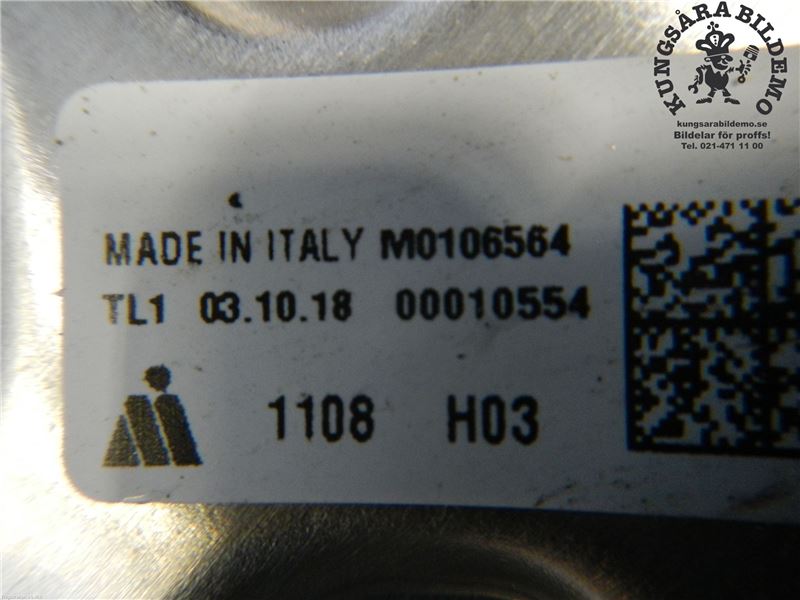 KUNGSÅRA BILDEMO
kungsarabildemo.se
Bildelar för proffs!
Tel. 021-471 11 00
MADE IN ITALY M0106564
TL1 03.10.18 00010554
1108 H03